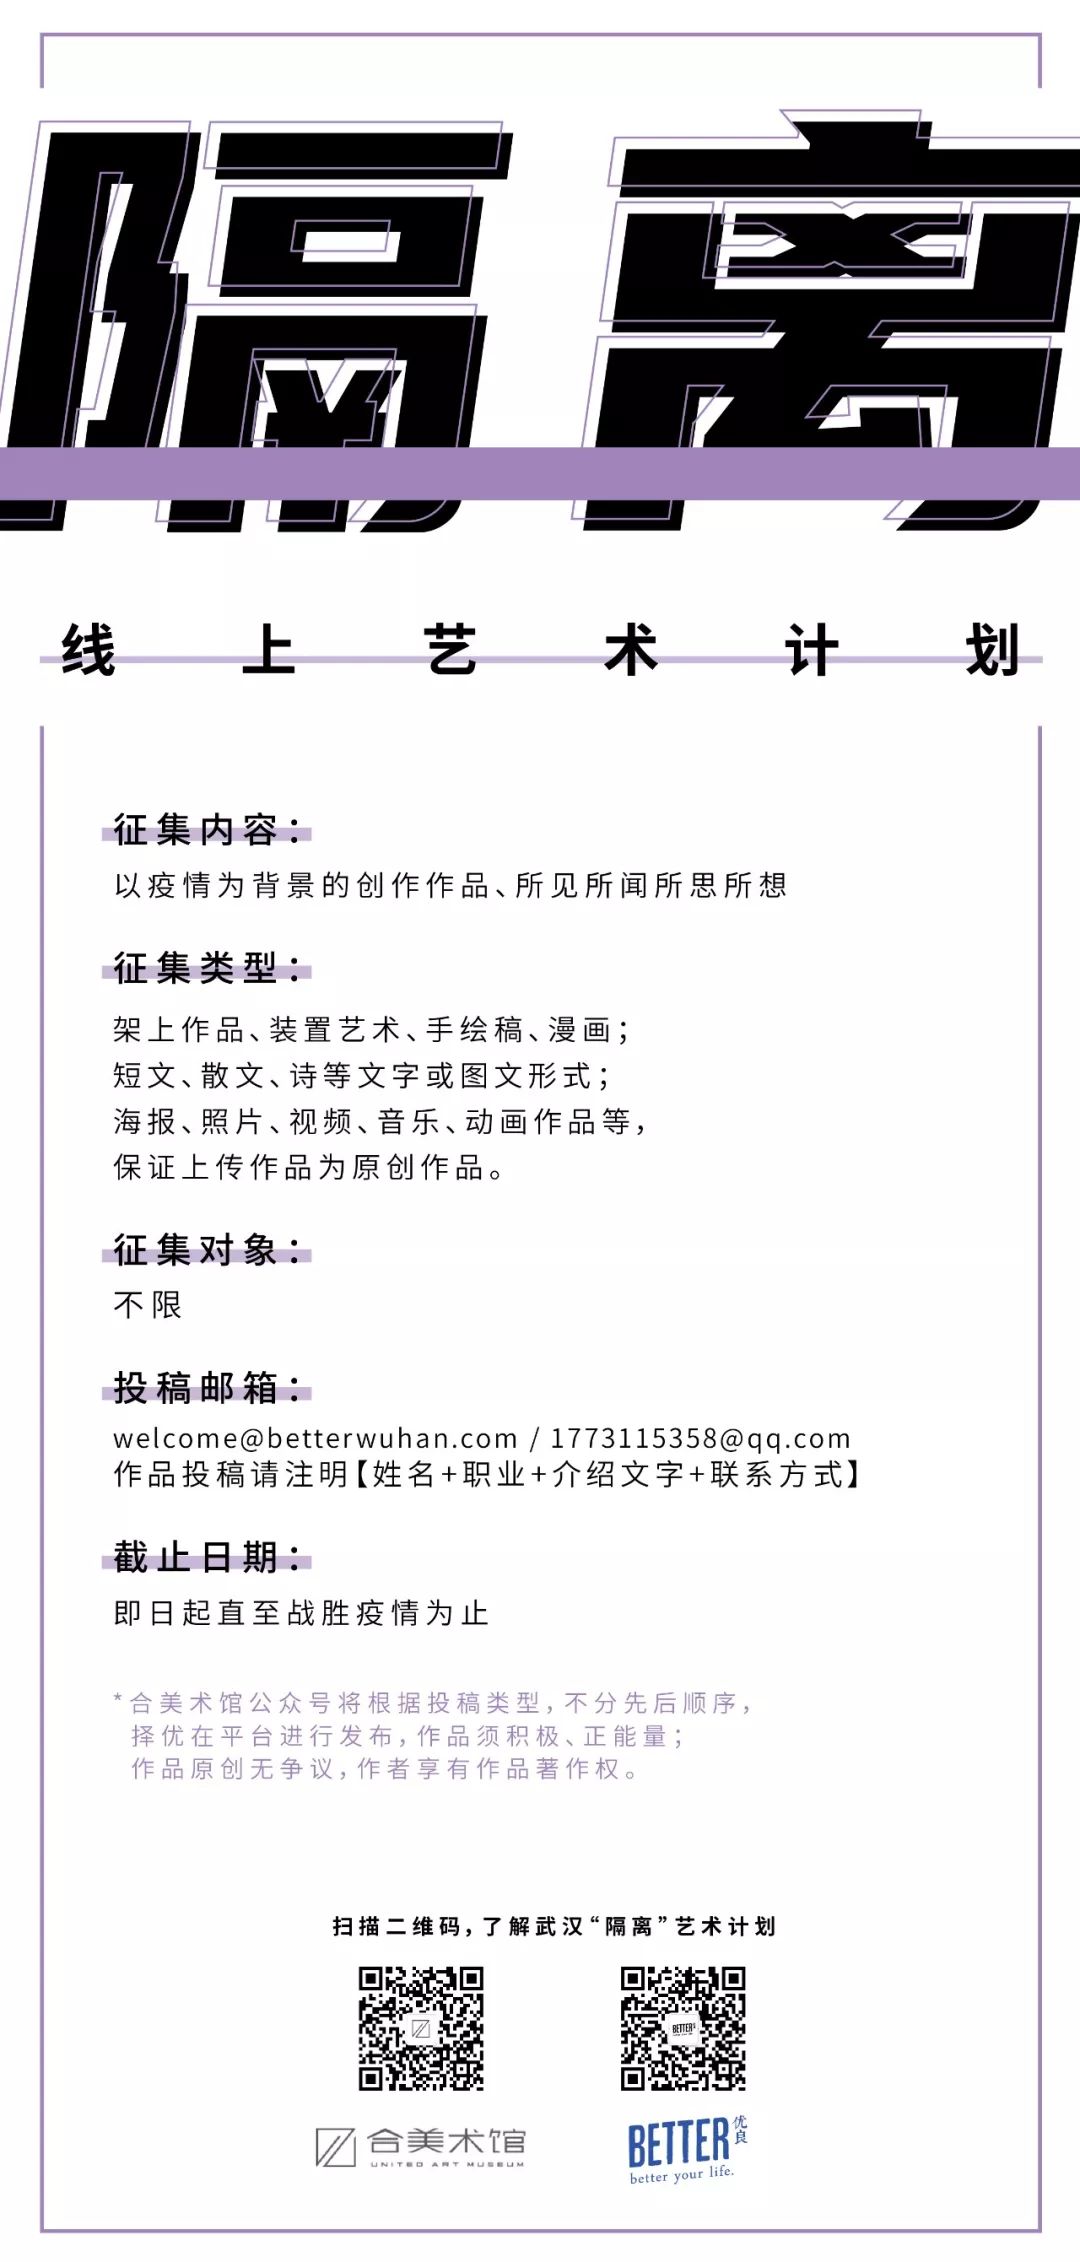 隔离
线上艺术计划
征集内容：
以疫情为背景的创作作品、所见所闻所思所想
征集类型：
架上作品、装置艺术、手绘稿、漫画；
短文、散文、诗等文字或图文形式；
海报、照片、视频、音乐、动画作品等，
保证上传作品为原创作品。
征集对象：
不限
投稿邮箱：
welcome@betterwuhan.com / 1773115358@qq.com
作品投稿请注明【姓名+职业+介绍文字+联系方式】
截止日期：
即日起直至战胜疫情为止
*合美术馆公众号将根据投稿类型，不分先后顺序，
择优在平台进行发布，作品须积极、正能量；
作品原创无争议，作者享有作品著作权。
扫描二维码，了解武汉“隔离”艺术计划
BETTER
合美术馆
UNITED ART MUSEUM
BETTER优良
better your life.